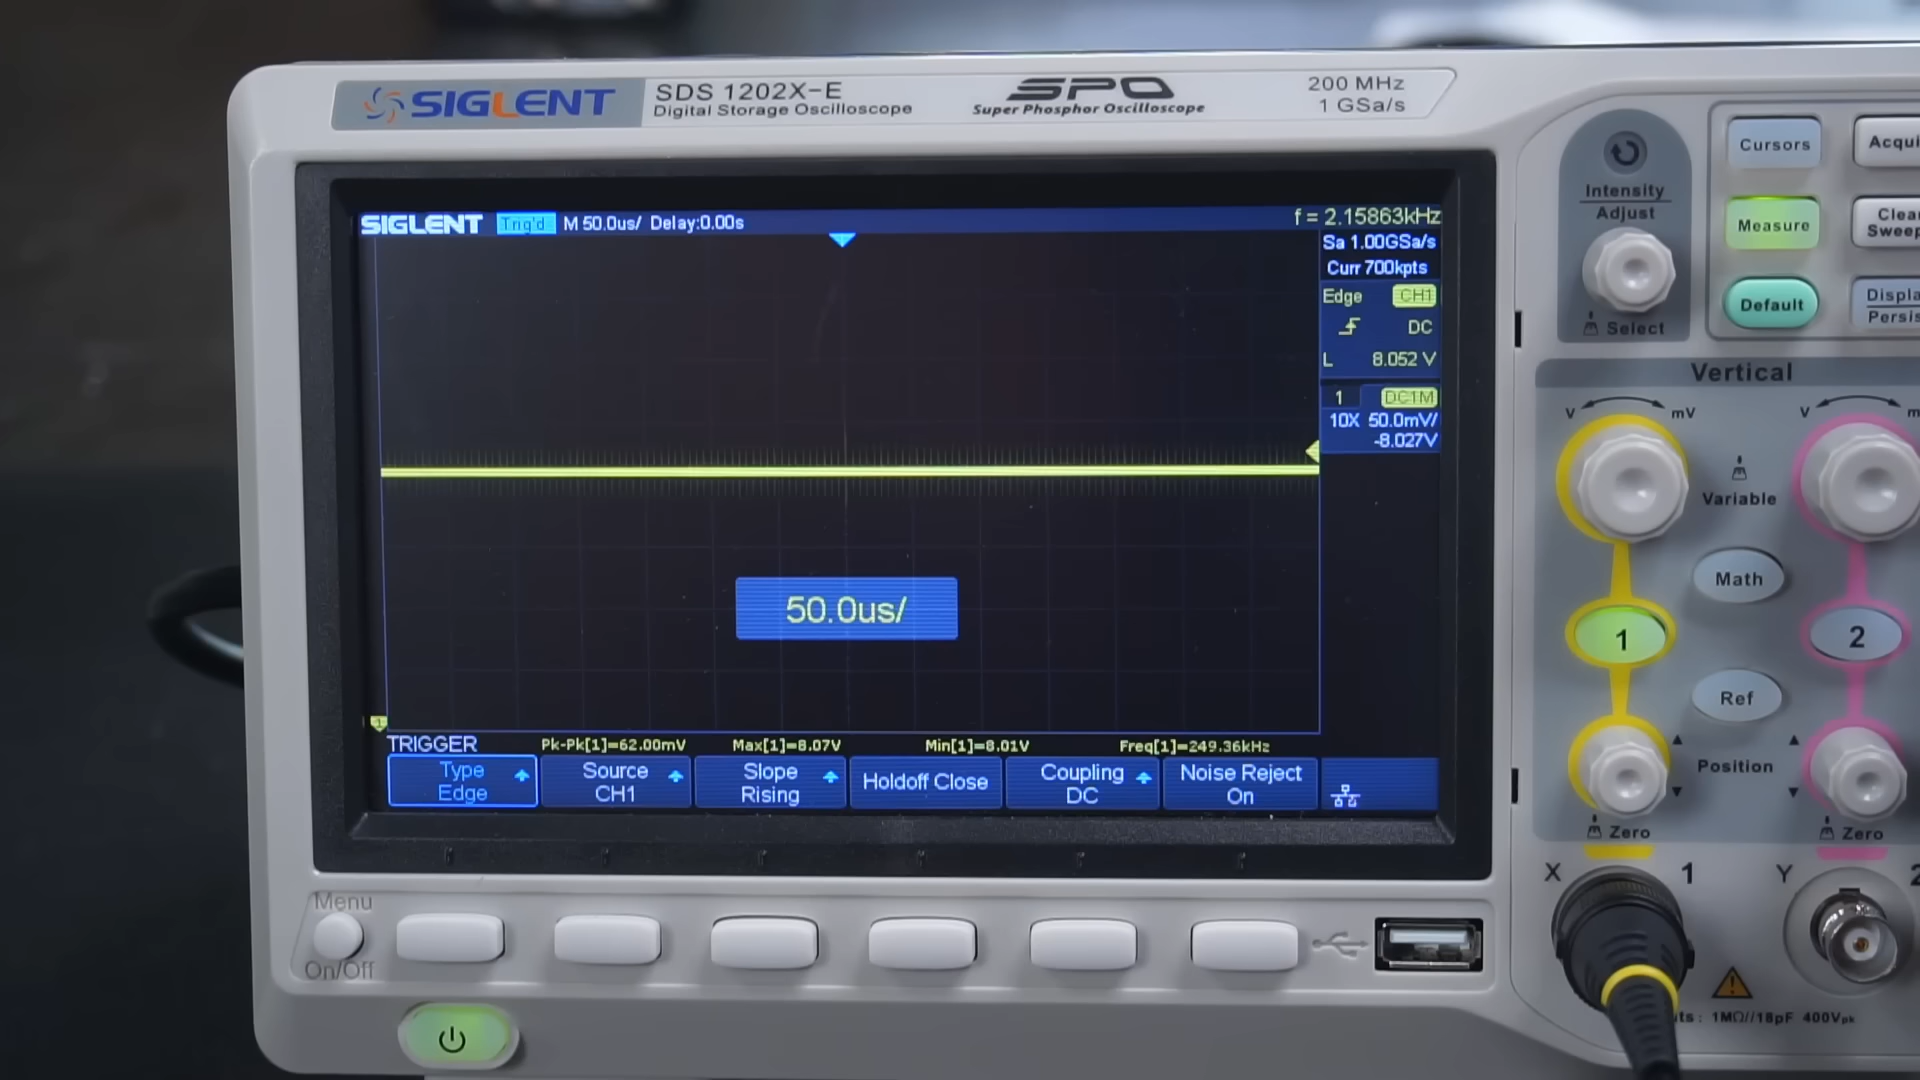 SIGLENT
SDS 1202X-E
Digital Storage Oscilloscope
SPO
Super Phosphor Oscilloscope
200 MHz
1 GSa/s
SIGLENT Trig'd M 50.0us/ Delay:0.00s
f = 2.15863kHz
Sa 1.00GSa/s
Curr 700kpts
Edge CH1
DC
L 8.052 V
1 DC1M
10X 50.0mV/
-8.027V
50.0us/
1
TRIGGER Pk-Pk[1]=62.00mV Max[1]=8.07V Min[1]=8.01V Freq[1]=249.36kHz
Type
Edge
Source
CH1
Slope
Rising
Holdoff Close
Coupling
DC
Noise Reject
On
Menu
On/Off
Intensity
Adjust
Select
Cursors
Measure
Default
Vertical
V mV
V
Variable
Math
1
2
Ref
Position
Zero
Zero
X 1
Y 2
1MΩ//18pF 400Vpk